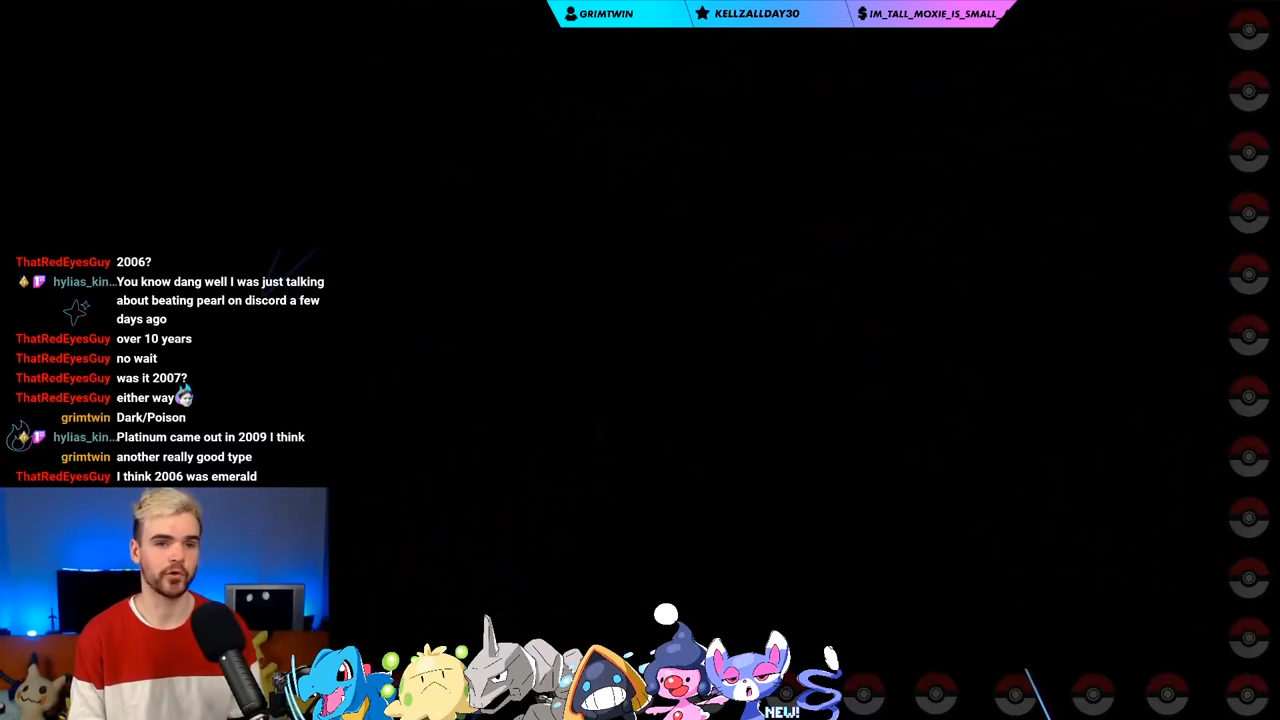 GRIMTWIN
KELLZALLDAY30
IM_TALL_MOXIE_IS_SMALL_
ThatRedEyesGuy 2006?
hylias_kin... You know dang well I was just talking
about beating pearl on discord a few
days ago
ThatRedEyesGuy over 10 years
ThatRedEyesGuy no wait
ThatRedEyesGuy was it 2007?
ThatRedEyesGuy either way
grimtwin Dark/Poison
hylias_kin... Platinum came out in 2009 I think
grimtwin another really good type
ThatRedEyesGuy I think 2006 was emerald
NEW!